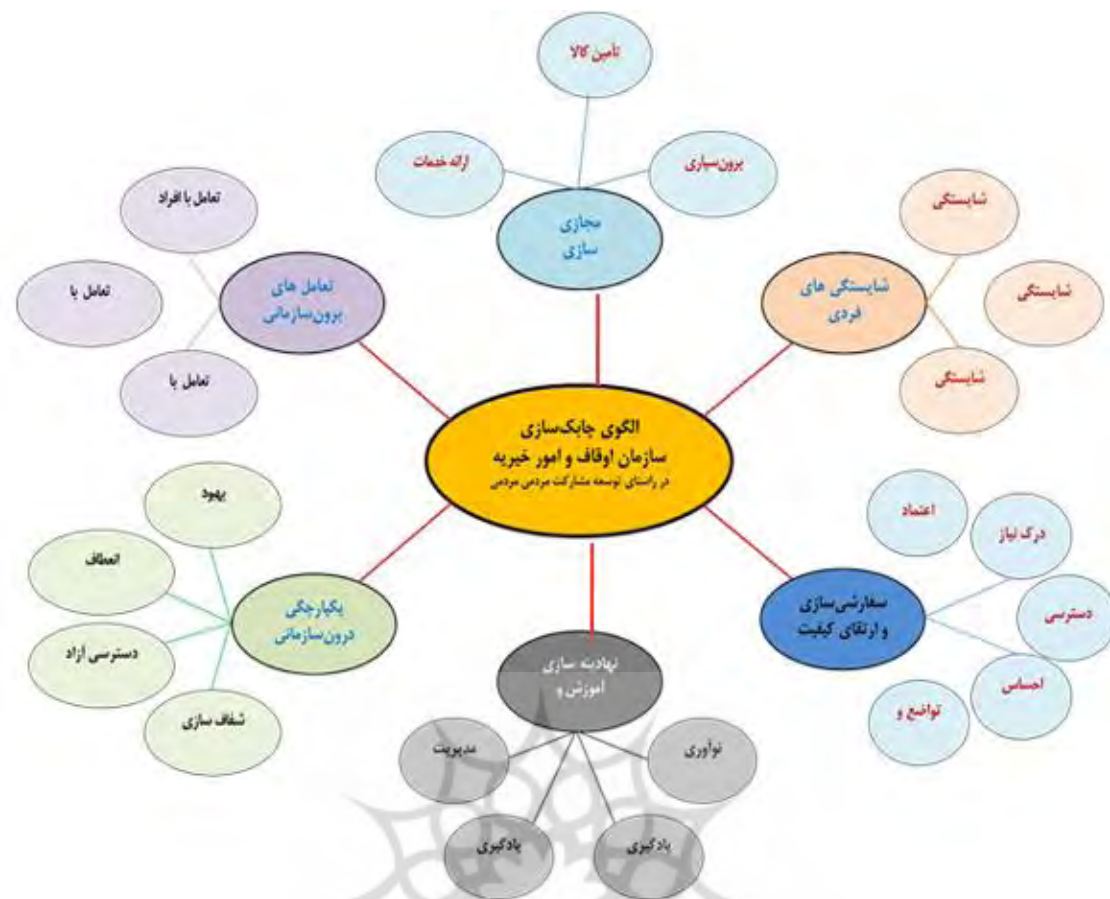 تأمین کالا
ارائه خدمات
برون‌سپاری
مجازی
سازی
شایستگی
شایستگی
شایستگی
شایستگی های
فردی
تعامل با افراد
تعامل با
تعامل با
تعامل های
برون‌سازمانی
الگوی چابک‌سازی
سازمان اوقاف و امور خیریه
در راستای توسعه مشارکت مردمی مردمی
اعتماد
درک نیاز
دسترسی
احساس
تواضع و
سفارشی‌سازی
و ارتقای کیفیت
بهبود
انعطاف
دسترسی آزاد
شفاف سازی
یکپارچگی
درون‌سازمانی
نهادینه سازی
آموزش و
نوآوری
مدیریت
یادگیری
یادگیری